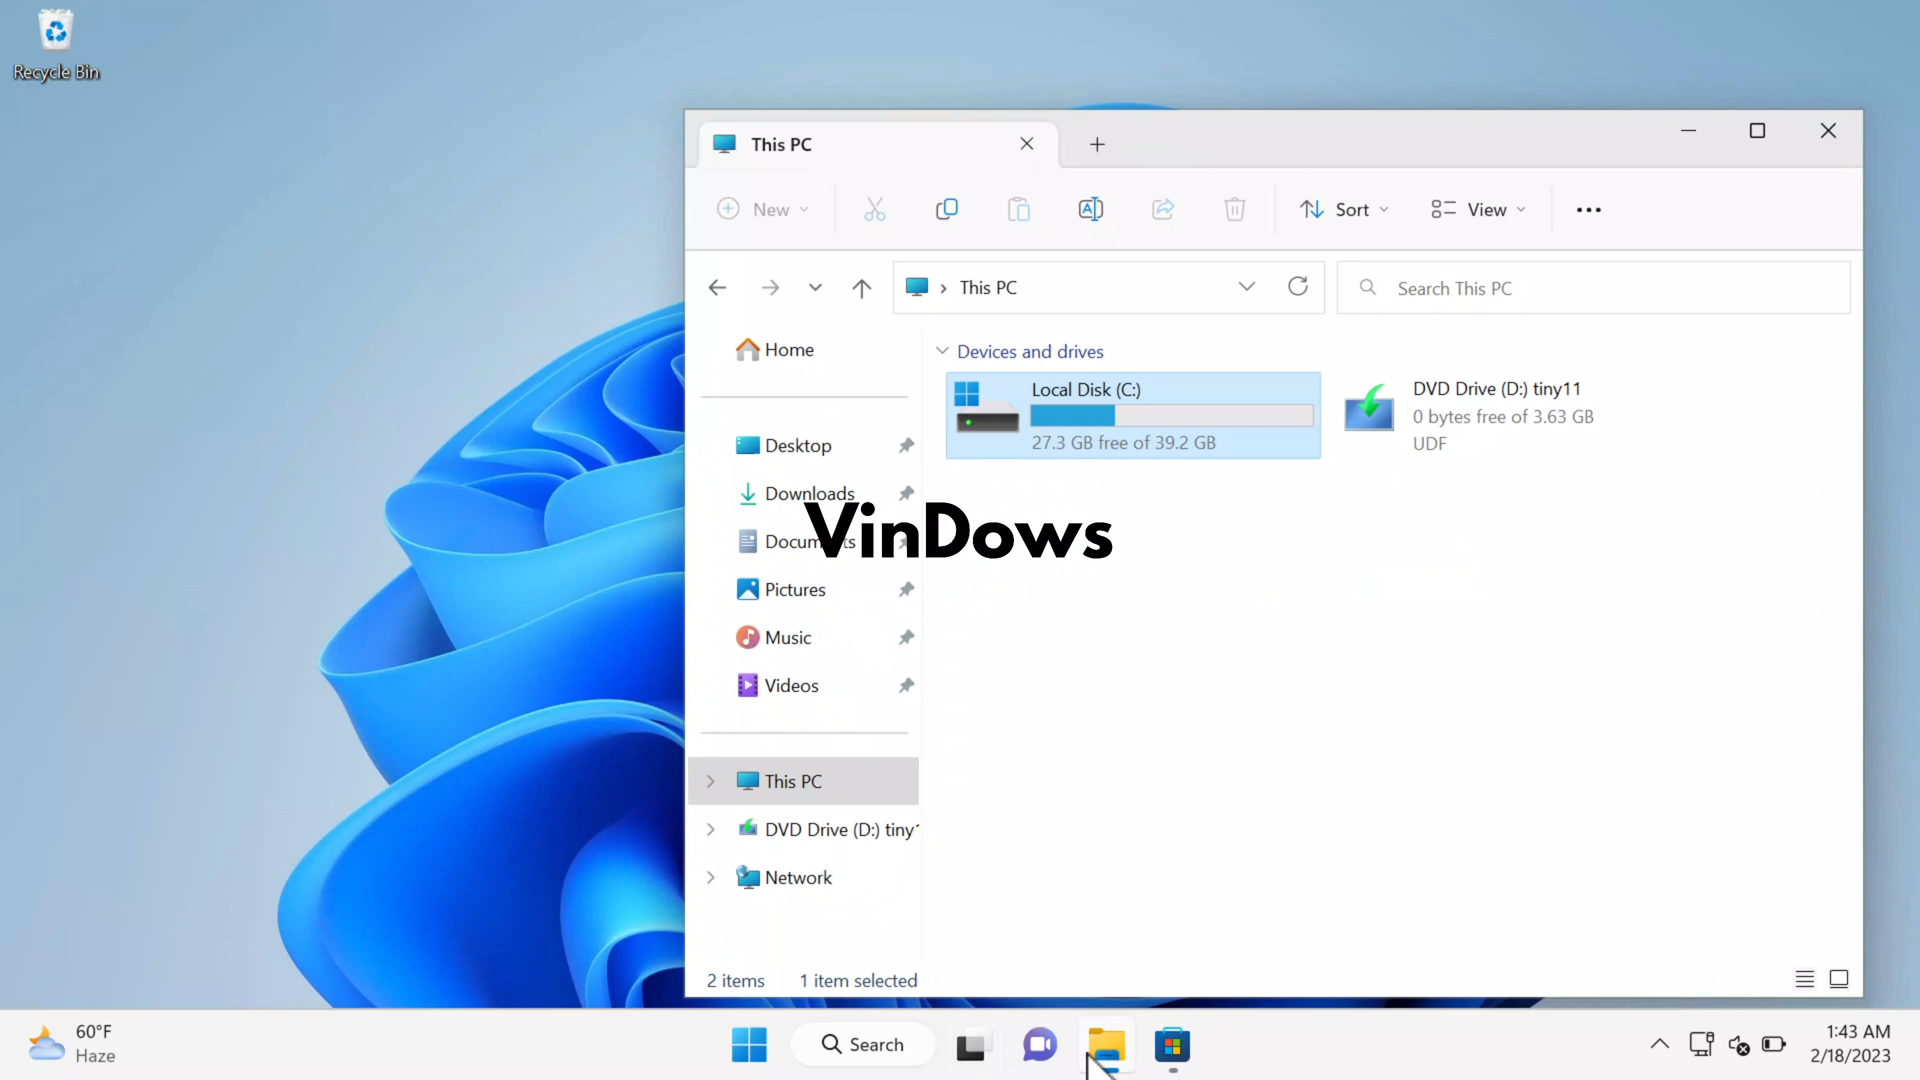 Recycle Bin
This PC
New
Sort
View
This PC
Search This PC
Home
Desktop
Downloads
Documents
Pictures
Music
Videos
This PC
DVD Drive (D:) tiny1
Network
Devices and drives
Local Disk (C:)
27.3 GB free of 39.2 GB
DVD Drive (D:) tiny11
0 bytes free of 3.63 GB
UDF
VinDows
2 items 1 item selected
60°F
Haze
Search
1:43 AM
2/18/2023